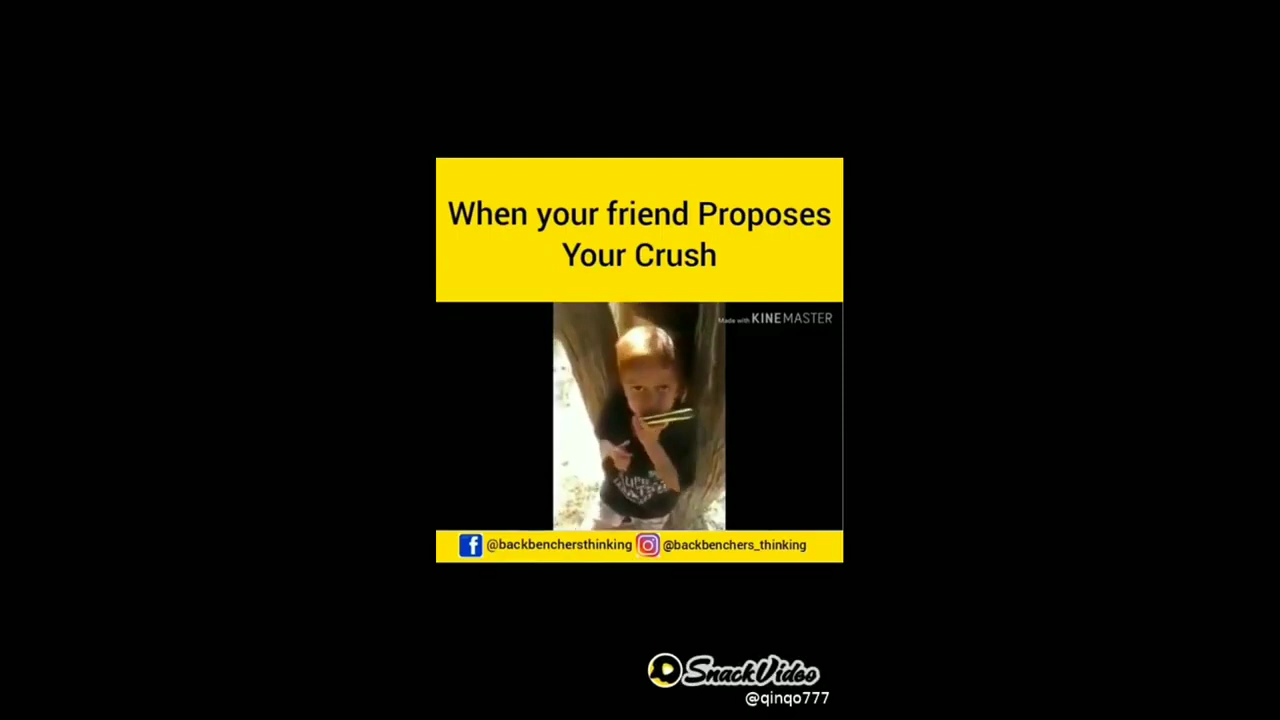 When your friend Proposes
Your Crush
Made with KINEMASTER
@backbenchersthinking @backbenchers_thinking
SnackVideo
@qinqo777